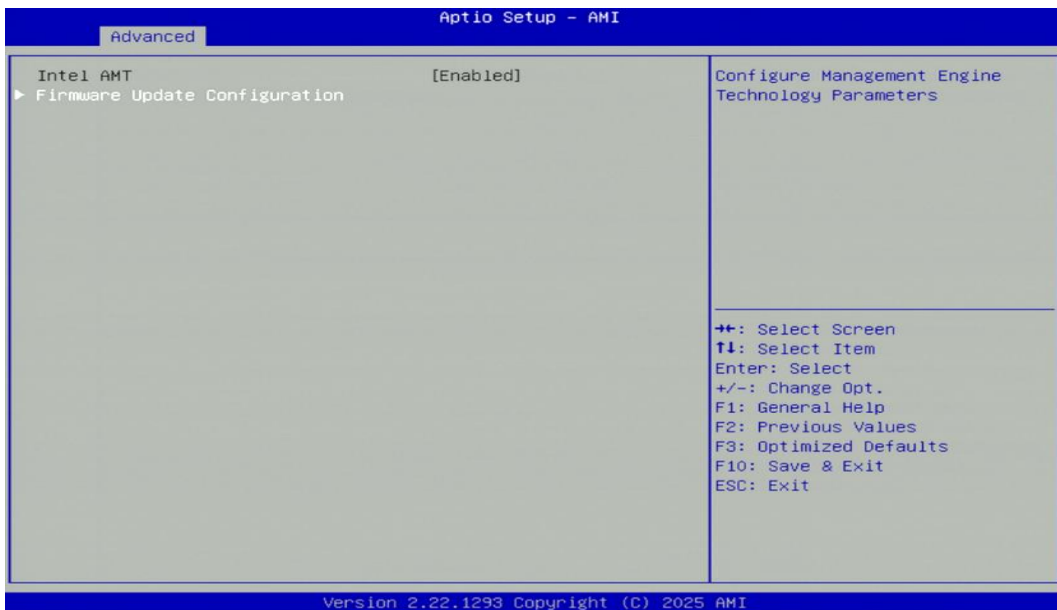 Aptio Setup – AMI
Advanced
Intel AMT [Enabled]
▶ Firmware Update Configuration
Configure Management Engine
Technology Parameters
→←: Select Screen
↑↓: Select Item
Enter: Select
+/-: Change Opt.
F1: General Help
F2: Previous Values
F3: Optimized Defaults
F10: Save & Exit
ESC: Exit
Version 2.22.1293 Copyright (C) 2025 AMI